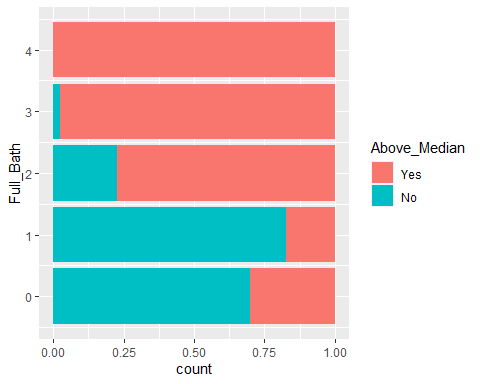 4
3
2
1
0
Full_Bath
0.00 0.25 0.50 0.75 1.00
count
Above_Median
Yes
No